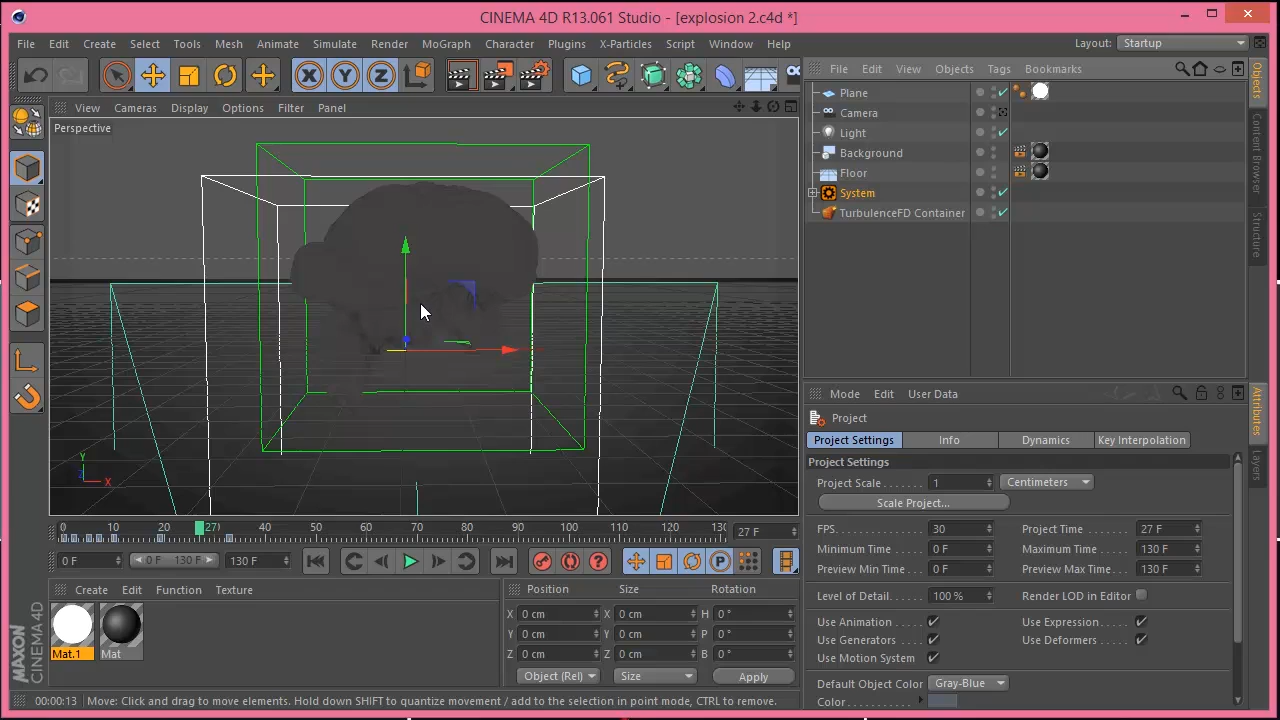 CINEMA 4D R13.061 Studio - [explosion 2.c4d *]
File Edit Create Select Tools Mesh Animate Simulate Render MoGraph Character Plugins X-Particles Script Window Help
Layout: Startup
X Y Z
File Edit View Objects Tags Bookmarks
View Cameras Display Options Filter Panel
Perspective
Plane
Camera
Light
Background
Floor
System
TurbulenceFD Container
Objects
Content Browser
Structure
Y
Z
X
Mode Edit User Data
Project
Project Settings Info Dynamics Key Interpolation
Project Settings
Project Scale 1 Centimeters
Scale Project...
FPS 30 Project Time 27 F
Minimum Time 0 F Maximum Time 130 F
Preview Min Time 0 F Preview Max Time 130 F
Level of Detail 100 % Render LOD in Editor
Use Animation Use Expression
Use Generators Use Deformers
Use Motion System
Default Object Color Gray-Blue
Color
Attributes
Layers
0 10 20 27 40 50 60 70 80 90 100 110 120 27 F
0 F 0 F 130 F 130 F
P
Create Edit Function Texture
Mat.1 Mat
Position Size Rotation
X 0 cm X 0 cm H 0 °
Y 0 cm Y 0 cm P 0 °
Z 0 cm Z 0 cm B 0 °
Object (Rel) Size Apply
MAXON
CINEMA 4D
00:00:13 Move: Click and drag to move elements. Hold down SHIFT to quantize movement / add to the selection in point mode, CTRL to remove.